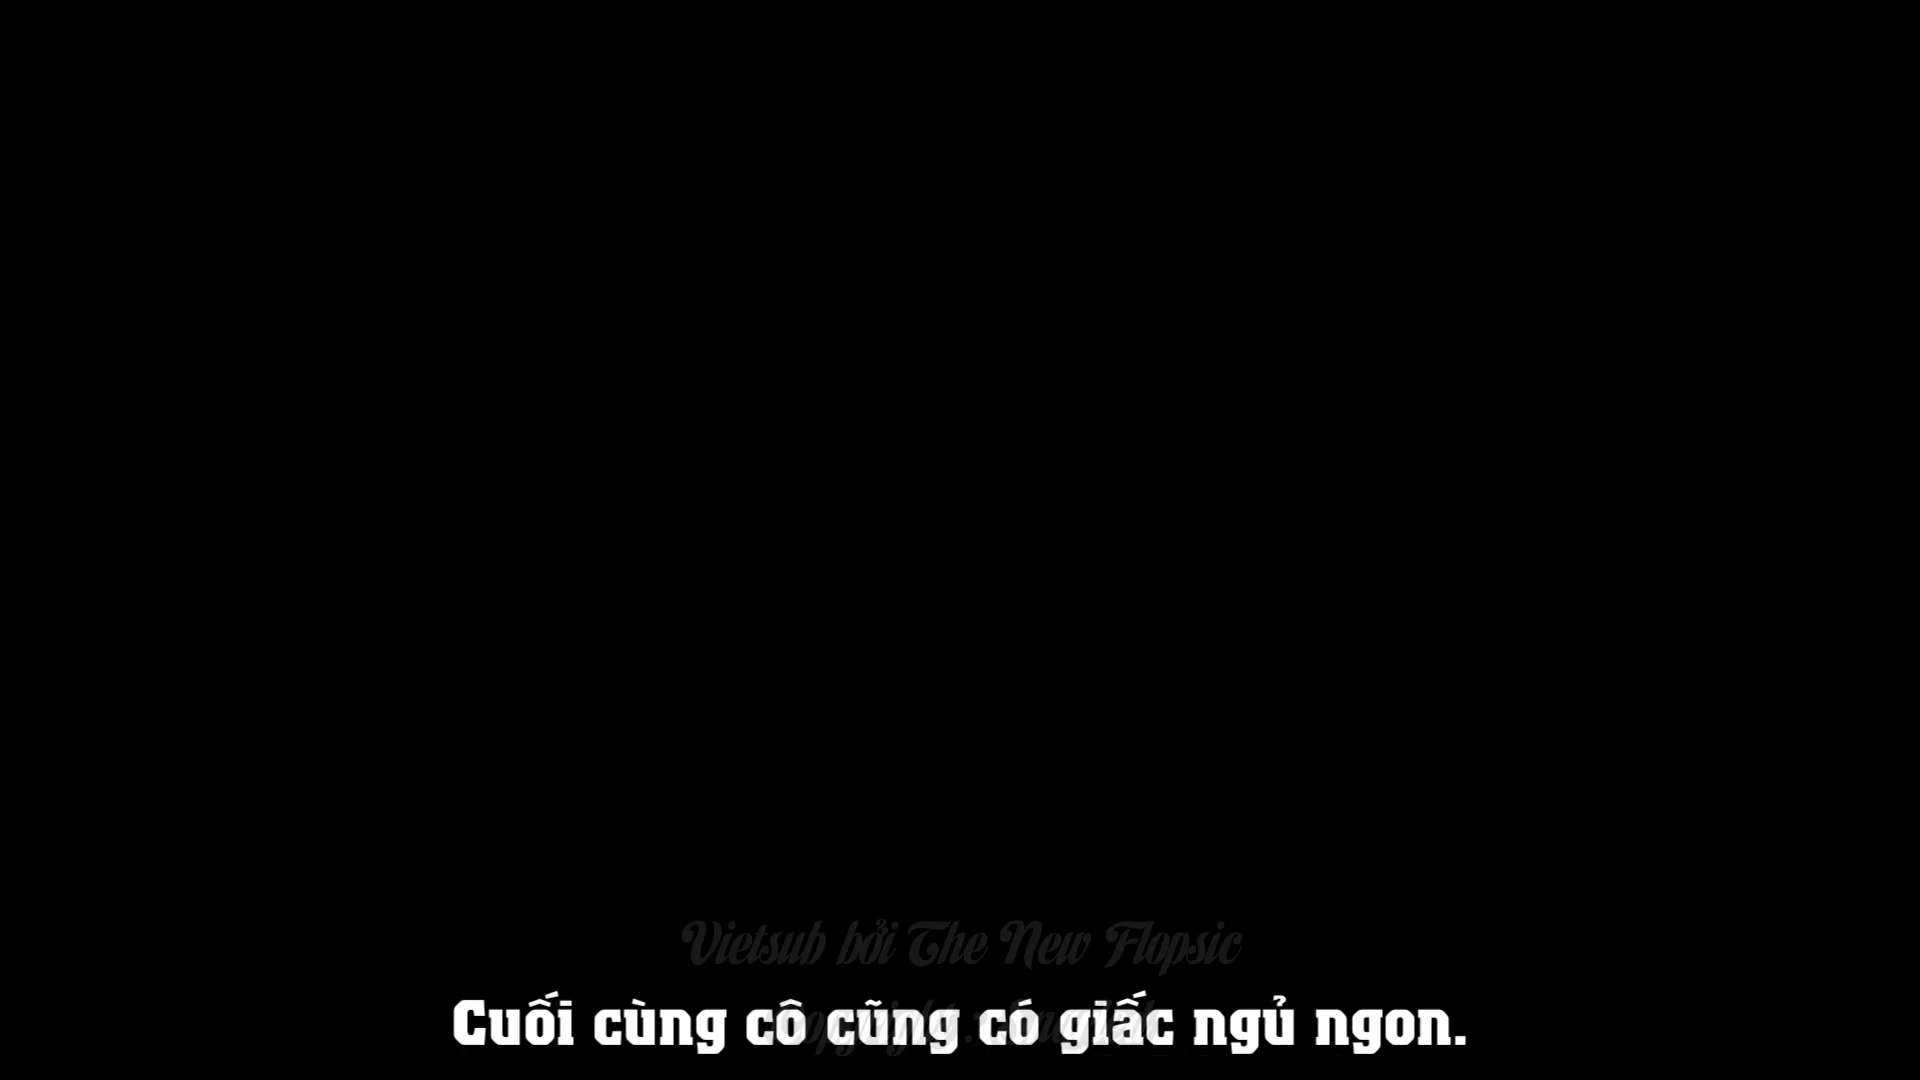 Vietsub bởi The New Flopsic
Cuối cùng cô cũng có giấc ngủ ngon.